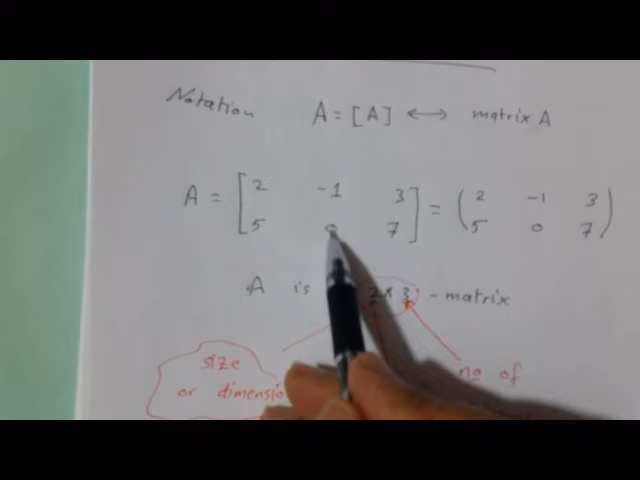 Notation A = [A] ↔ matrix A
A = [ 2 -1 3 ] = ( 2 -1 3 )
[ 5 0 7 ] ( 5 0 7 )
A is 2 × 3 - matrix
size
or dimensio
no of